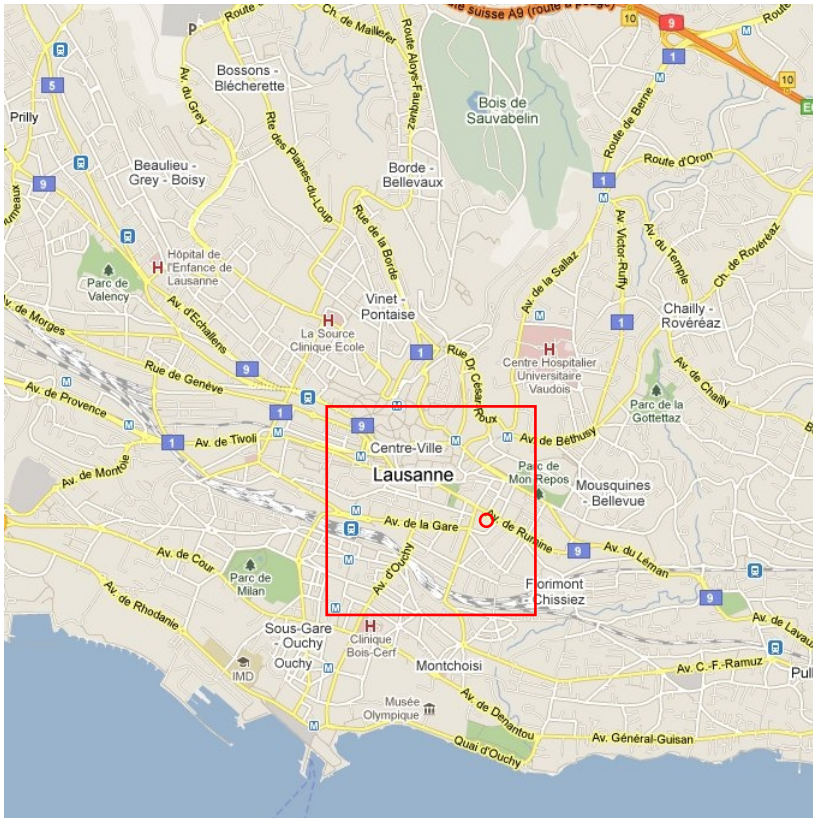 Route
Ch. de Maillefer
te suisse A9 (route à péage)
10
9
Route
P
5
Bossons -
Blécherette
Av. du Grey
Route Aloys-Fauquez
M
1
M
10
E6
Prilly
Rte des Plaines-du-Loup
Bois de
Sauvabelin
Route de Berne
Beaulieu -
Grey - Boisy
Borde -
Bellevaux
Route d'Oron
9
1
Rue de la Borde
Av. Victor-Ruffy
Av. du Temple
Ch. de Rovéréaz
H
Hôpital de
l'Enfance de
Lausanne
Parc de
Valency
Av. de la Sallaz
Av. de Morges
Av. d'Echallens
Vinet -
Pontaise
Chailly -
Rovéréaz
H
La Source
Clinique Ecole
1
M
H
Centre Hospitalier
Universitaire
Vaudois
Rue de Genève
9
Rue Dr César-Roux
Av. de Chailly
M
Av. de Provence
1
M
Parc de la
Gottettaz
M
9
M
M
Av. de Béthusy
1
Av. de Tivoli
M
Centre-Ville
M
Lausanne
Av. de Montoie
Parc de
Mon Repos
Mousquines
- Bellevue
M
Av. de la Gare
Av. de Rumine
9
Av. du Léman
M
Av. de Cour
Parc de
Milan
Av. d'Ouchy
Florimont
- Chissiez
9
Av. de Rhodanie
M
Av. de Lavaux
Sous-Gare
- Ouchy
Ouchy
H
Clinique
Bois-Cerf
Montchoisi
IMD
M
Av. C.-F.-Ramuz
Pull
Musée
Olympique
Av. de Denantou
M
Quai d'Ouchy
Av. Général-Guisan